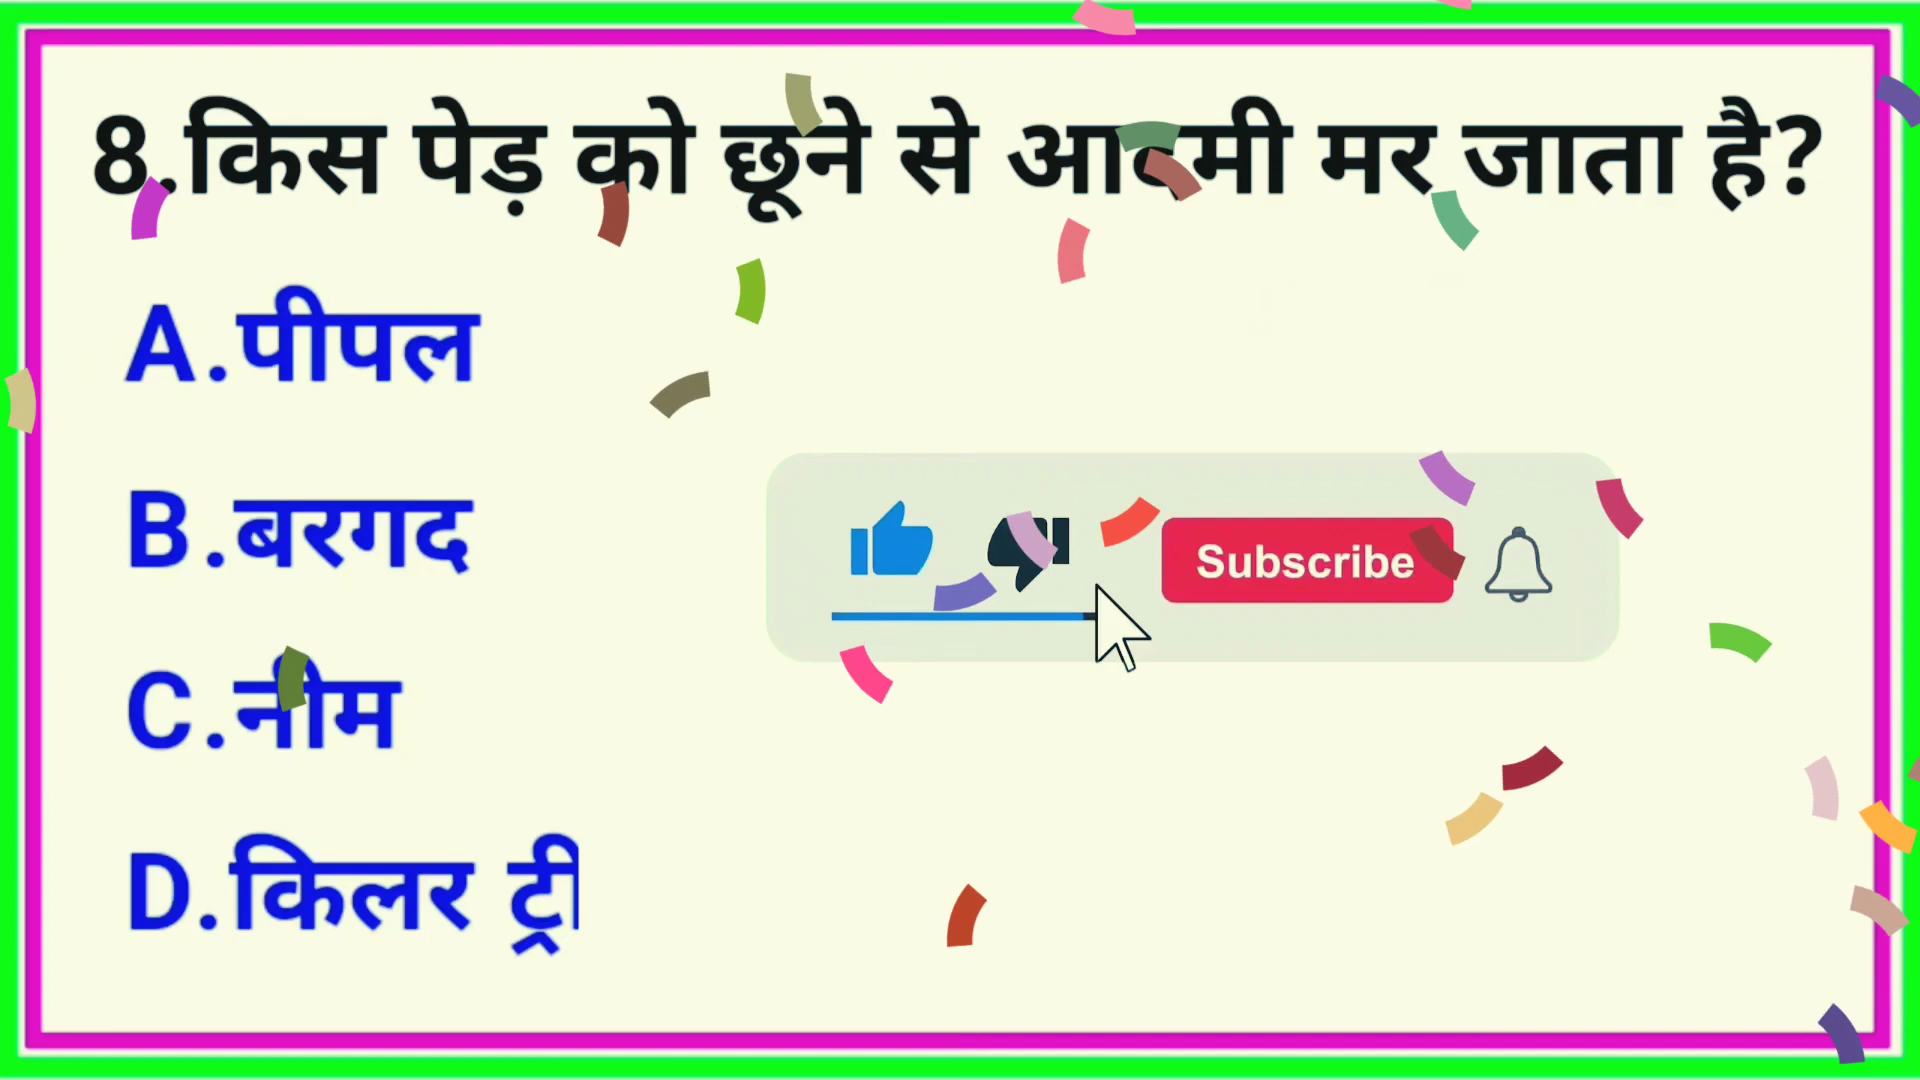 8.किस पेड़ को छूने से आदमी मर जाता है?
A.पीपल
B.बरगद
Subscribe
C.नीम
D.किलर ट्री